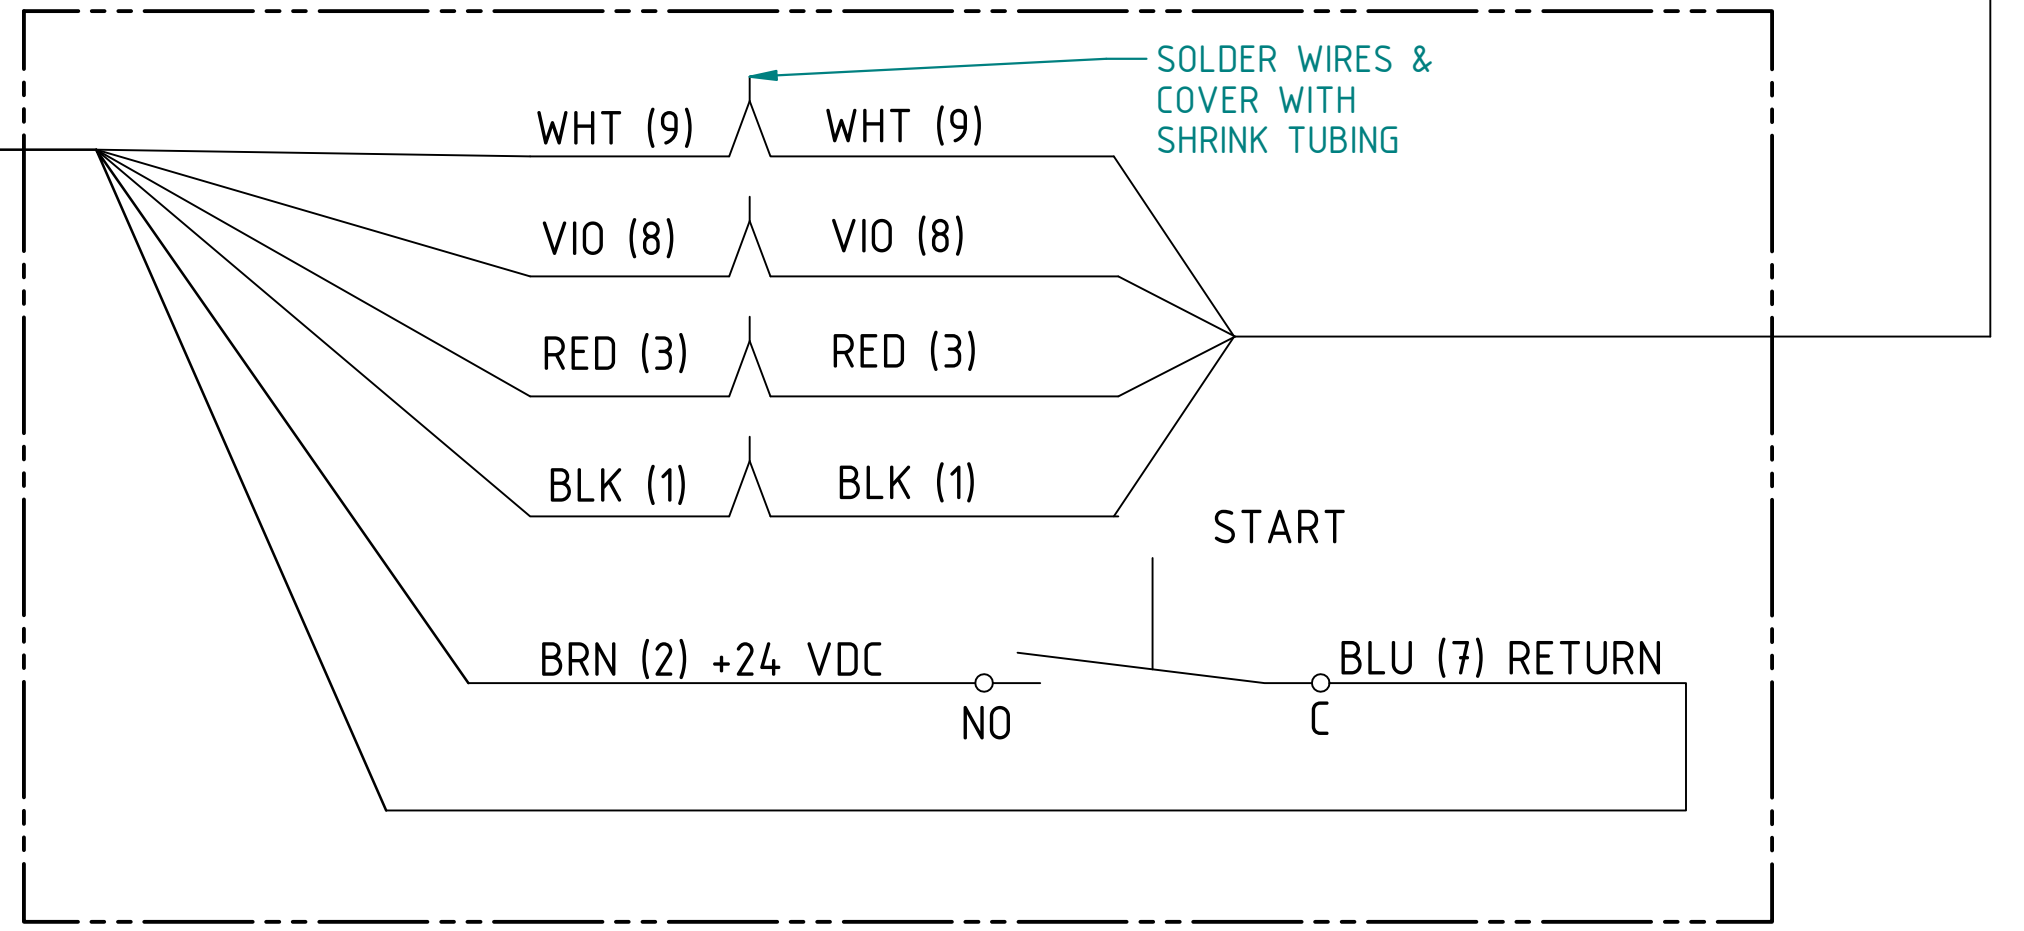 SOLDER WIRES &
COVER WITH
SHRINK TUBING
WHT (9) WHT (9)
VIO (8) VIO (8)
RED (3) RED (3)
BLK (1) BLK (1)
START
BRN (2) +24 VDC BLU (7) RETURN
NO C